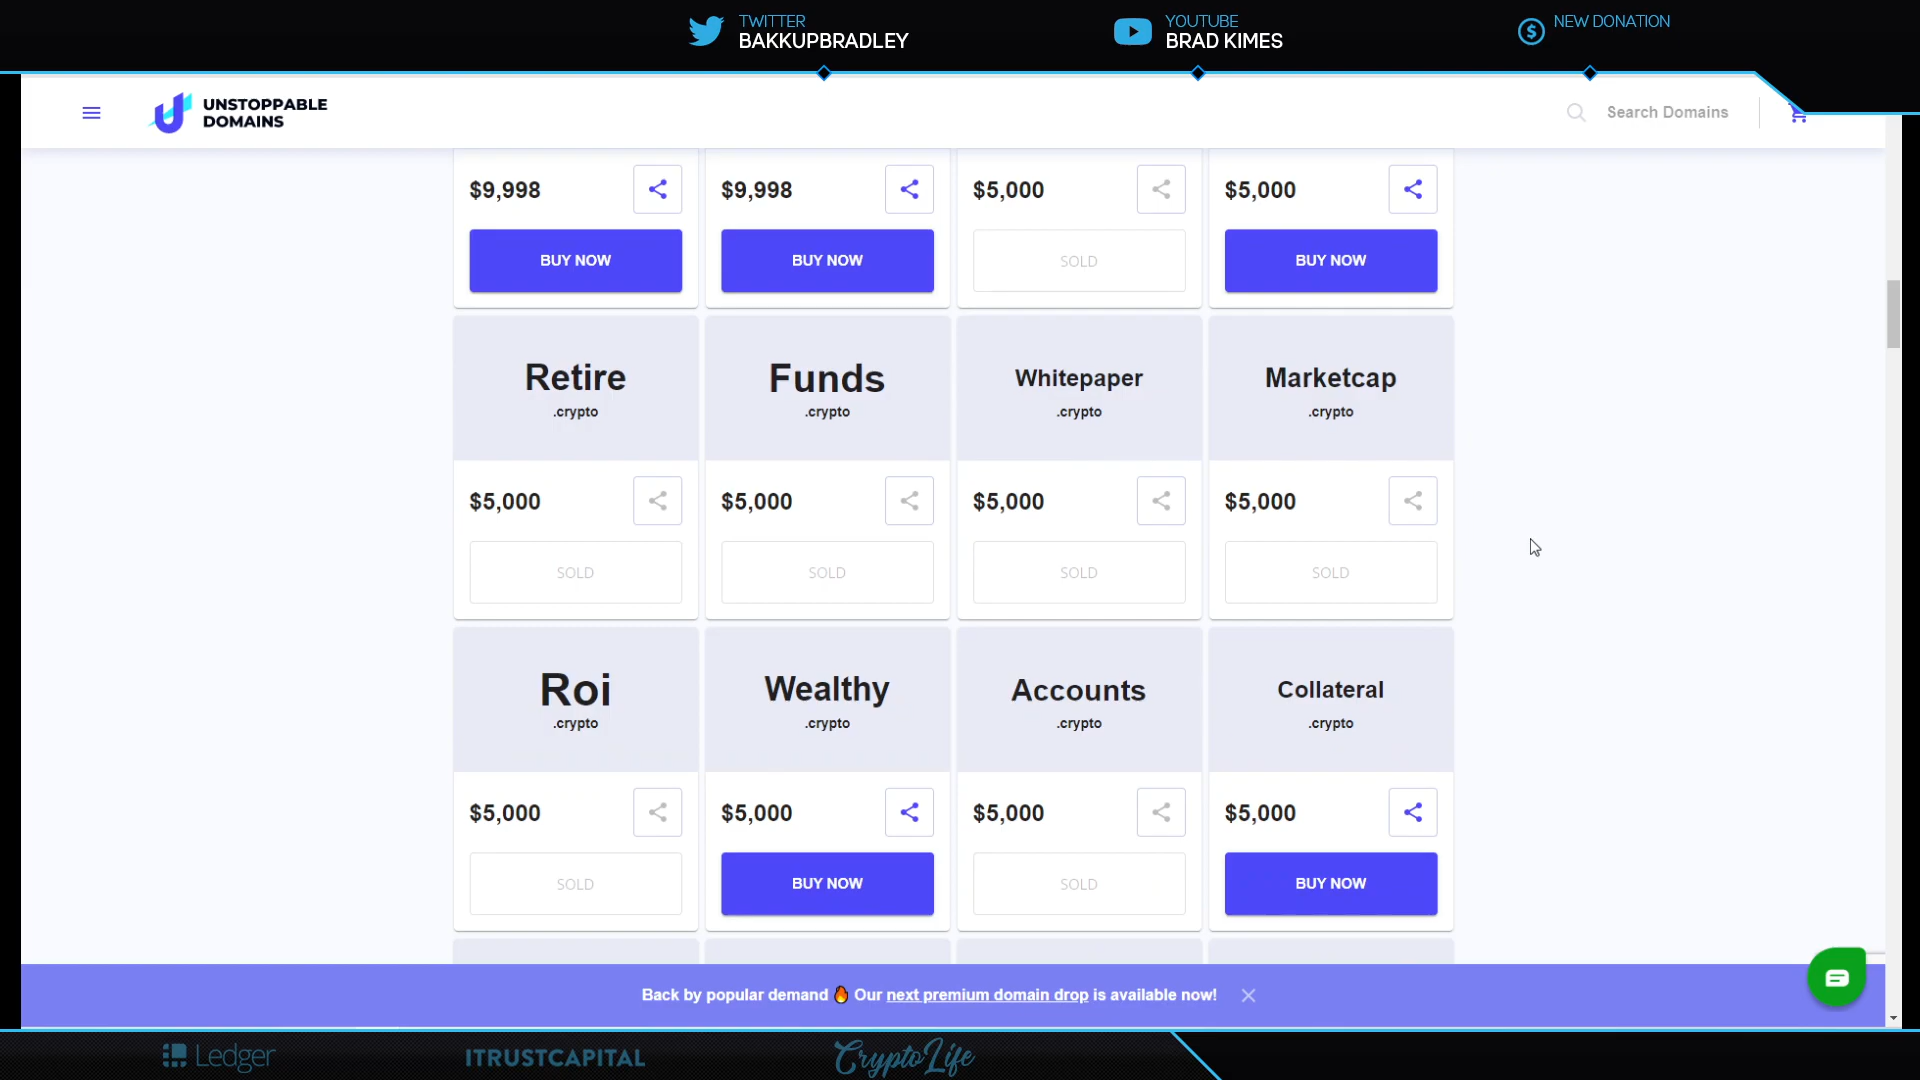 TWITTER
BAKKUPBRADLEY
YOUTUBE
BRAD KIMES
NEW DONATION
UNSTOPPABLE
DOMAINS
Search Domains
$9,998
$9,998
$5,000
$5,000
BUY NOW
BUY NOW
SOLD
BUY NOW
Retire
.crypto
Funds
.crypto
Whitepaper
.crypto
Marketcap
.crypto
$5,000
$5,000
$5,000
$5,000
SOLD
SOLD
SOLD
SOLD
Roi
.crypto
Wealthy
.crypto
Accounts
.crypto
Collateral
.crypto
$5,000
$5,000
$5,000
$5,000
SOLD
BUY NOW
SOLD
BUY NOW
Back by popular demand 🔥 Our next premium domain drop is available now!
Ledger
ITRUSTCAPITAL
CryptoLife